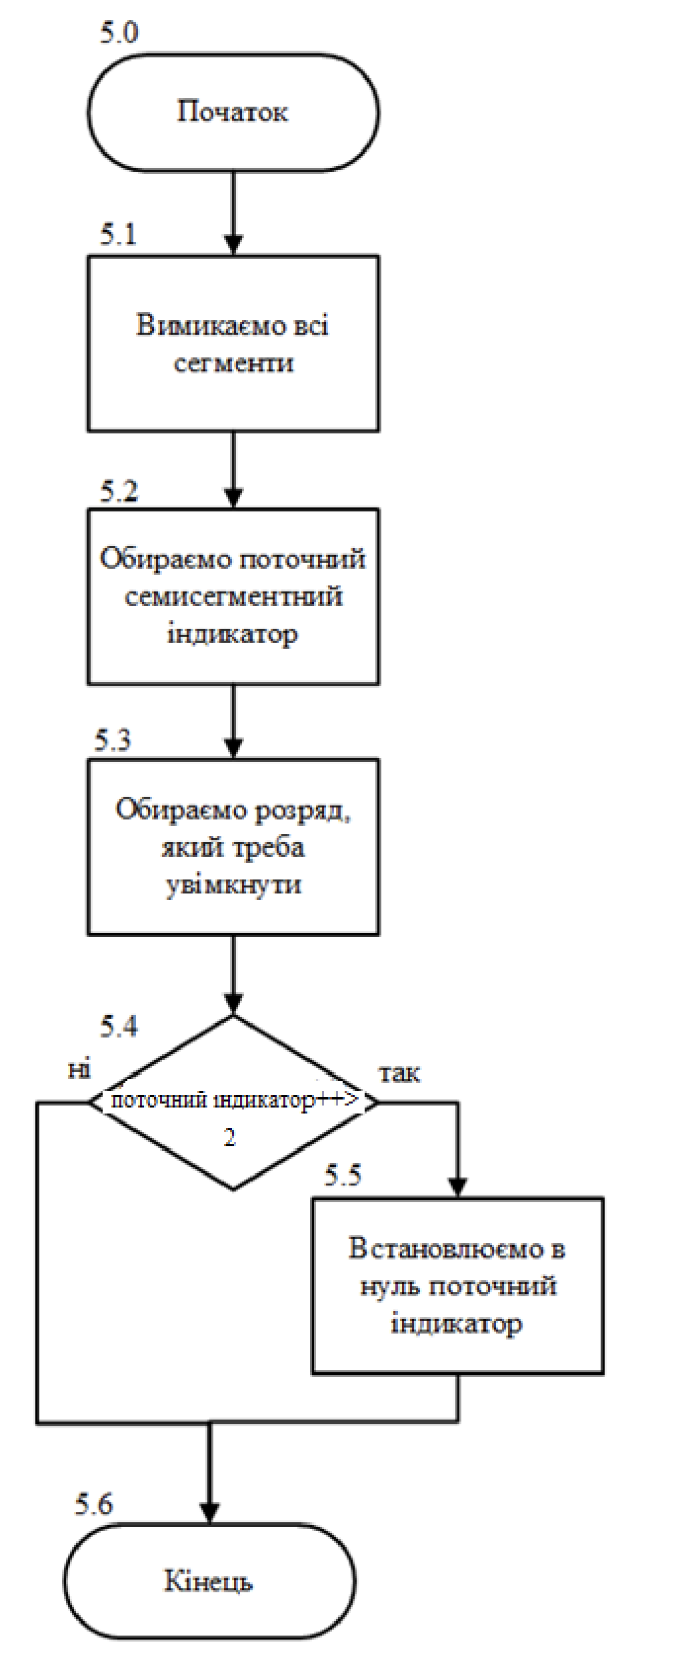 5.0
Початок
5.1
Вимикаємо всі
сегменти
5.2
Обираємо поточний
семисегментний
індикатор
5.3
Обираємо розряд,
який треба
увімкнути
5.4
ні
так
поточний індикатор++>
2
5.5
Встановлюємо в
нуль поточний
індикатор
5.6
Кінець